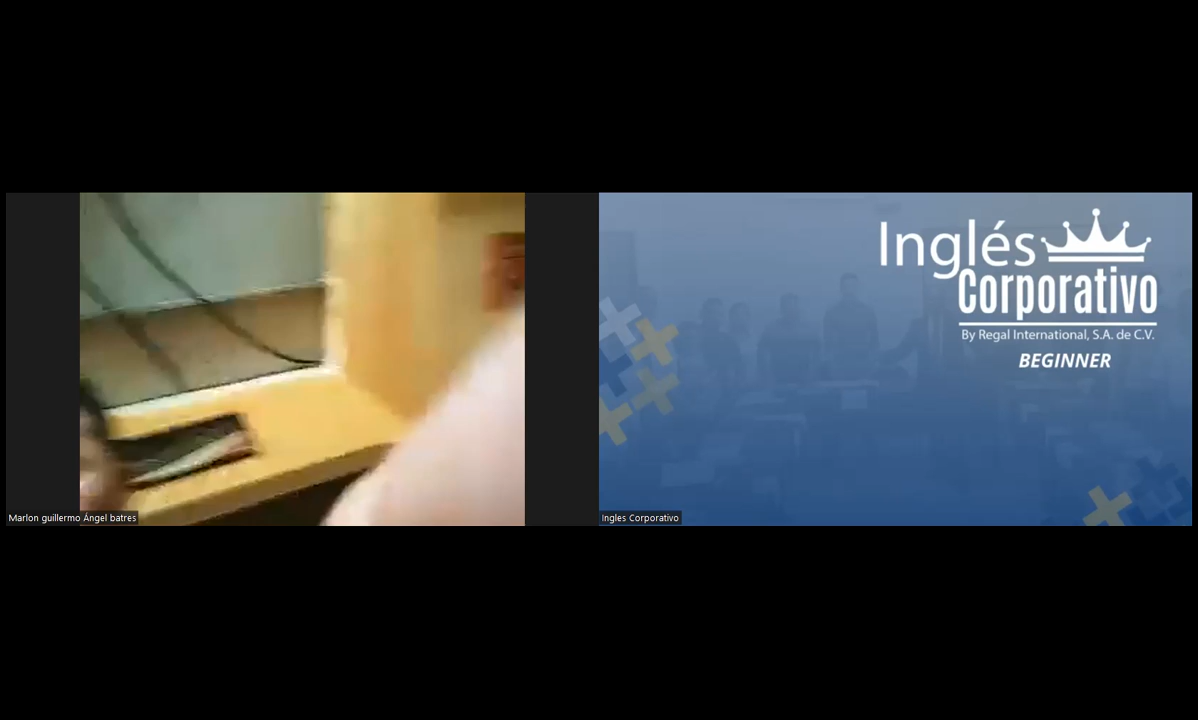 Inglés
Corporativo
By Regal International, S.A. de C.V.
BEGINNER
Marlon guillermo Ángel batres
Ingles Corporativo